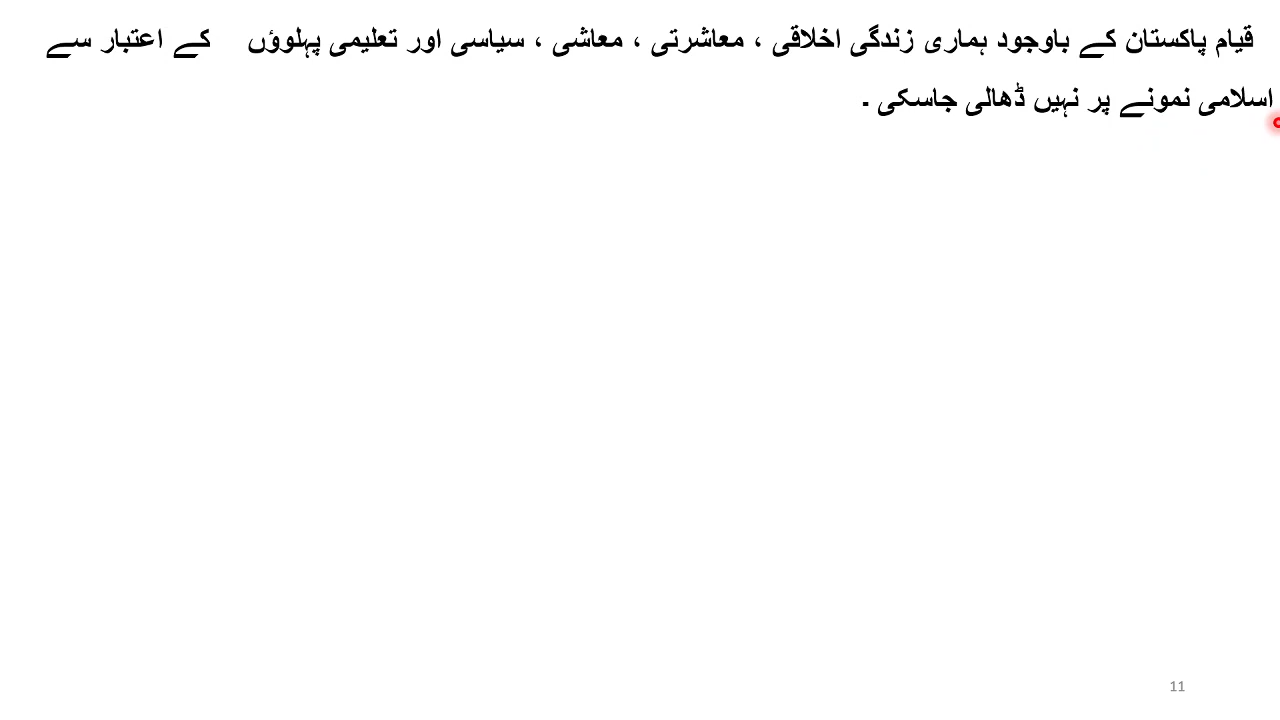 قیام پاکستان کے باوجود ہماری زندگی اخلاقی ، معاشرتی ، معاشی ، سیاسی اور تعلیمی پہلوؤں کے اعتبار سے
اسلامی نمونے پر نہیں ڈھالی جاسکی ۔
11